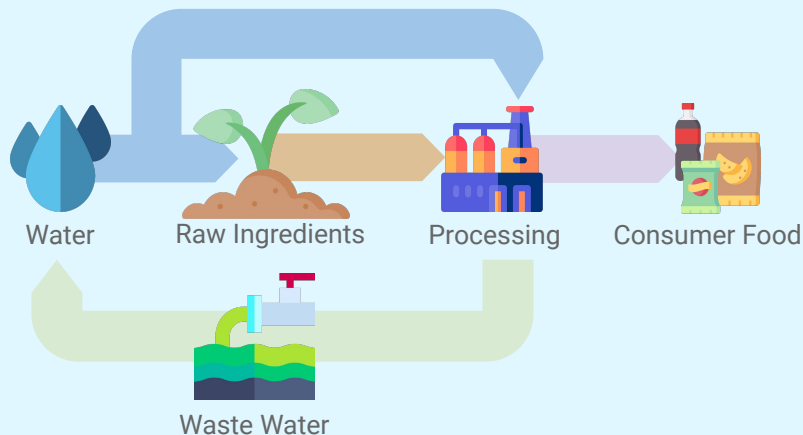 Water
Raw Ingredients
Processing
Consumer Food
Waste Water